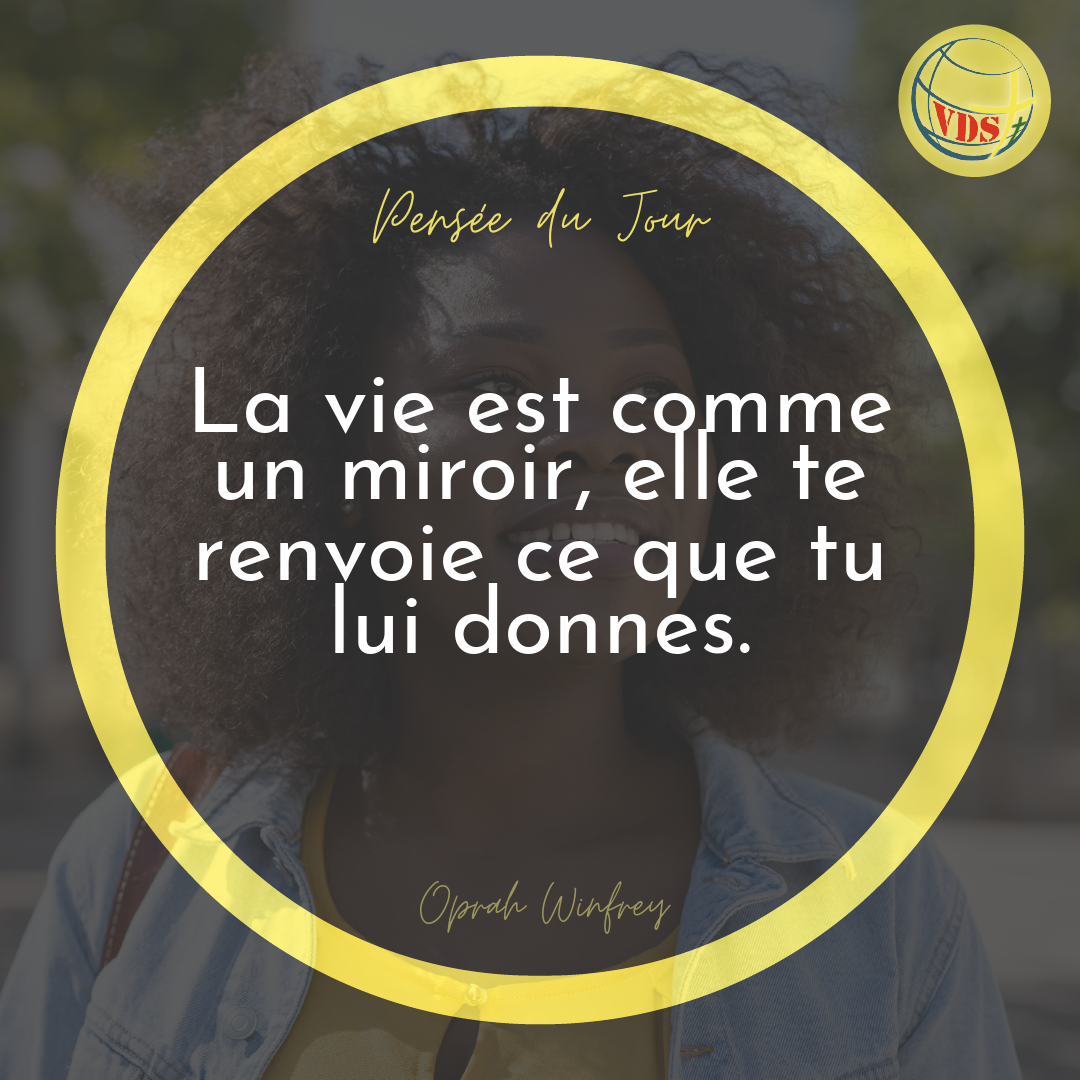 VDS
Pensée du Jour
La vie est comme
un miroir, elle te
renvoie ce que tu
lui donnes.
Oprah Winfrey